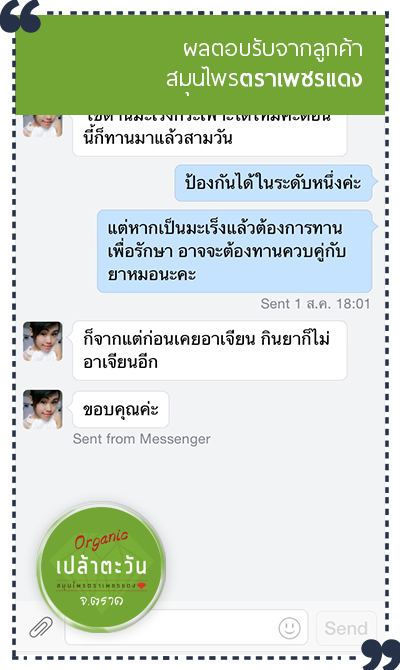 ผลตอบรับจากลูกค้า
สมุนไพรตราเพชรแดง
นี้ก็ทานมาแล้วสามวัน
ป้องกันได้ในระดับหนึ่งค่ะ
แต่หากเป็นมะเร็งแล้วต้องการทาน
เพื่อรักษา อาจจะต้องทานควบคู่กับ
ยาหมอนะคะ
Sent 1 ส.ค. 18:01
ก็จากแต่ก่อนเคยอาเจียน กินยาก็ไม่
อาเจียนอีก
ขอบคุณค่ะ
Sent from Messenger
Organic
เปล้าตะวัน
สมุนไพรตราเพชรแดง
จ.ตราด
Send